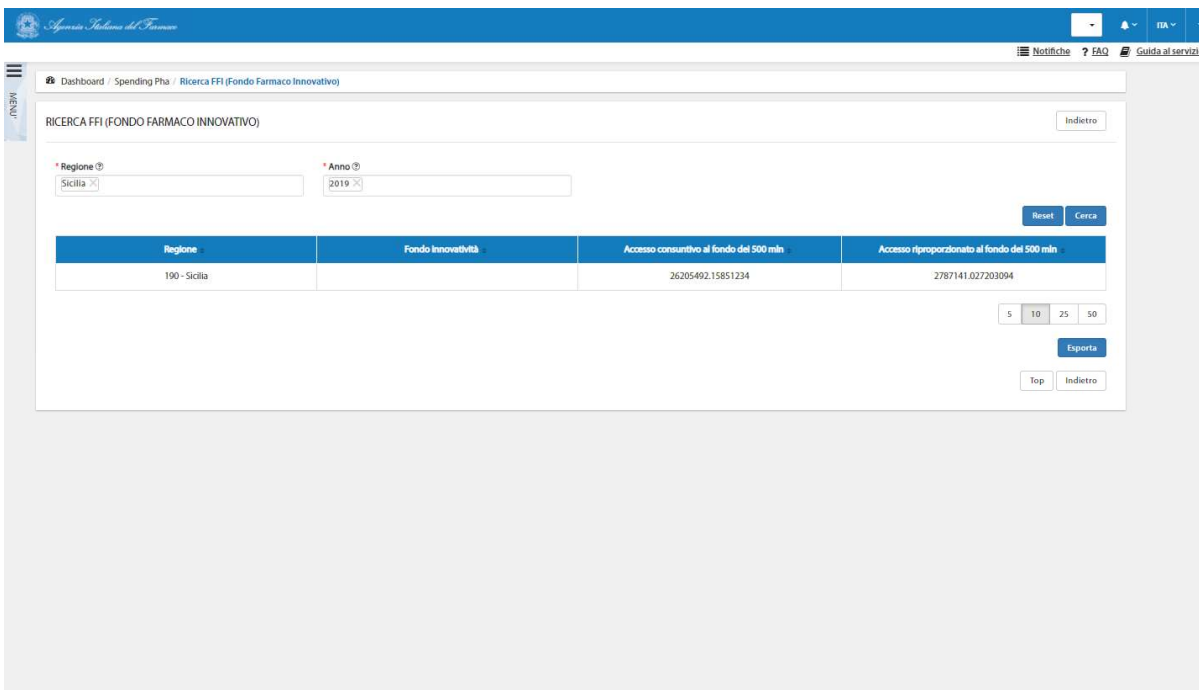 Agenzia Italiana del Farmaco
ITA
Notifiche ? FAQ Guida al servizi
MENU'
Dashboard / Spending Pha / Ricerca FFI (Fondo Farmaco Innovativo)
RICERCA FFI (FONDO FARMACO INNOVATIVO) Indietro
* Regione ? * Anno ?
Sicilia × 2019 ×
Reset Cerca
Regione Fondo Innovatività Accesso consuntivo al fondo dei 500 mln Accesso riproporzionato al fondo dei 500 mln
190 - Sicilia 26205492.15851234 2787141.027203094
5 10 25 50
Esporta
Top Indietro